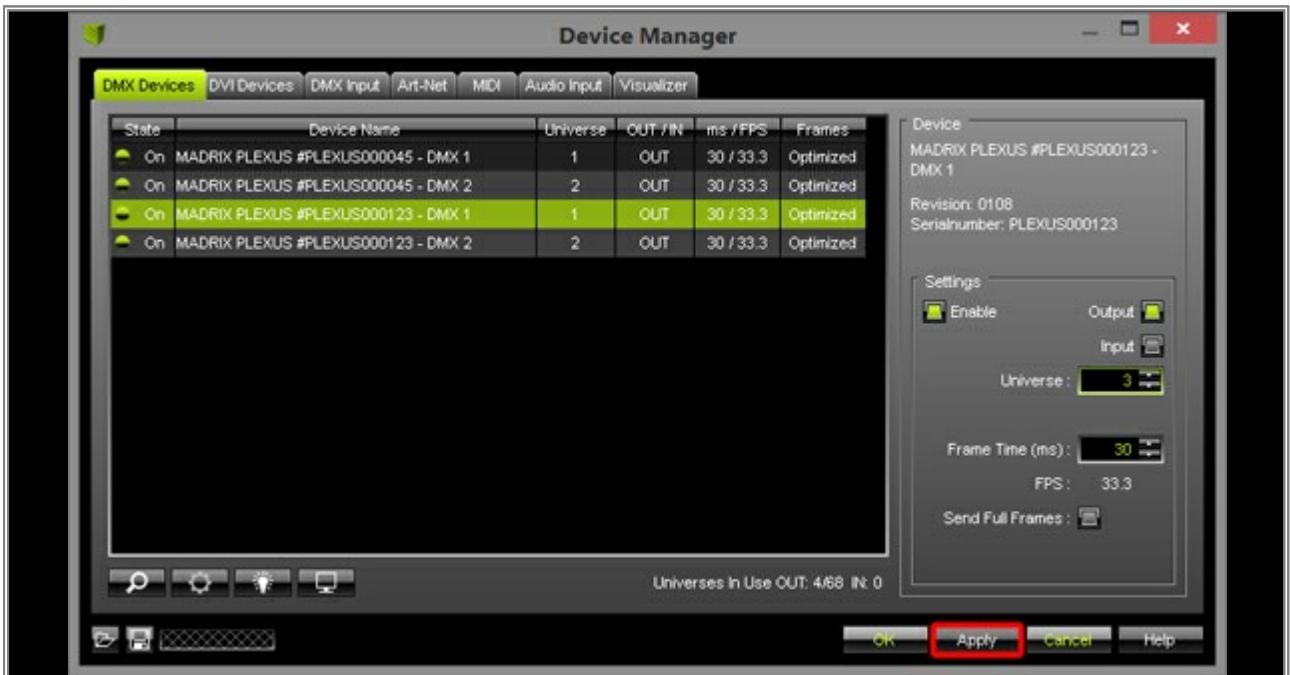 Device Manager
DMX Devices DVI Devices DMX Input Art-Net MIDI Audio Input Visualizer
State Device Name Universe OUT / IN ms / FPS Frames
On MADRIX PLEXUS #PLEXUS000045 - DMX 1 1 OUT 30 / 33.3 Optimized
On MADRIX PLEXUS #PLEXUS000045 - DMX 2 2 OUT 30 / 33.3 Optimized
On MADRIX PLEXUS #PLEXUS000123 - DMX 1 1 OUT 30 / 33.3 Optimized
On MADRIX PLEXUS #PLEXUS000123 - DMX 2 2 OUT 30 / 33.3 Optimized
Device
MADRIX PLEXUS #PLEXUS000123 -
DMX 1
Revision: 0108
Serialnumber: PLEXUS000123
Settings
Enable Output
Input
Universe : 3
Frame Time (ms) : 30
FPS : 33.3
Send Full Frames :
Universes In Use OUT: 4/68 IN: 0
OK Apply Cancel Help